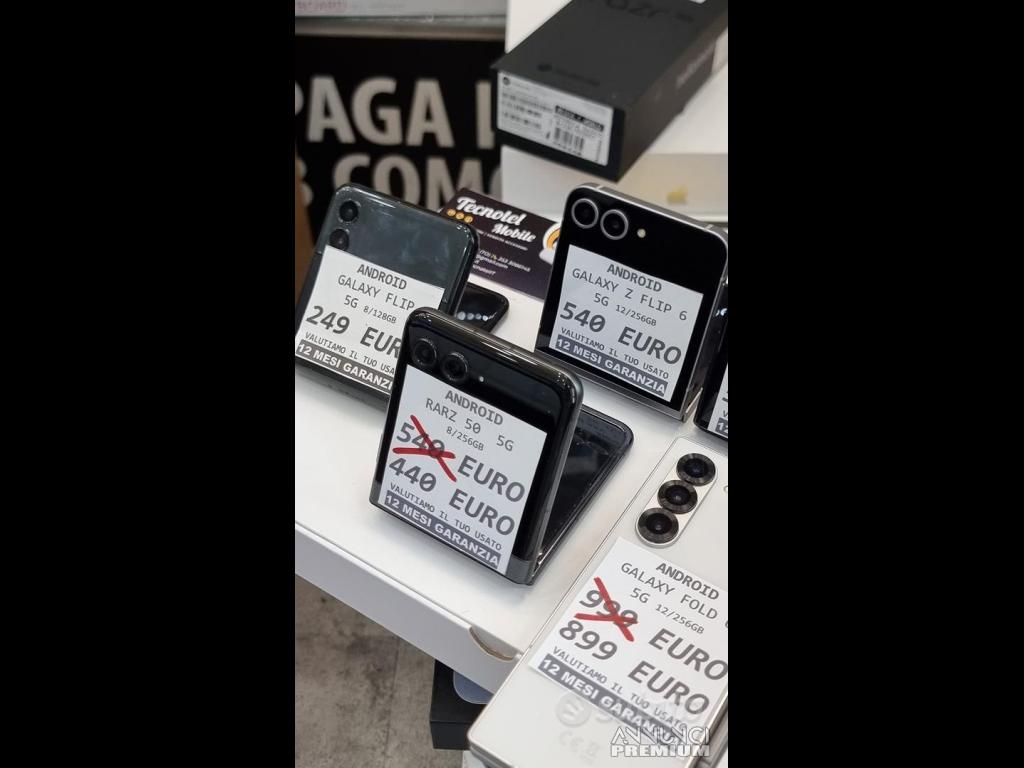 PAGA L
COMO
Tecnotel
Mobile
ANDROID
GALAXY FLIP
5G 8/128GB
249 EUR
VALUTIAMO IL TUO USATO
12 MESI GARANZI
ANDROID
GALAXY Z FLIP 6
5G 12/256GB
540 EURO
VALUTIAMO IL TUO USATO
12 MESI GARANZIA
ANDROID
RARZ 50 5G
8/256GB
540 EURO
440 EURO
VALUTIAMO IL TUO USATO
12 MESI GARANZIA
ANDROID
GALAXY FOLD
5G 12/256GB
999 EURO
899 EURO
VALUTIAMO IL TUO USATO
12 MESI GARANZIA
ANNUNCI
PREMIUM